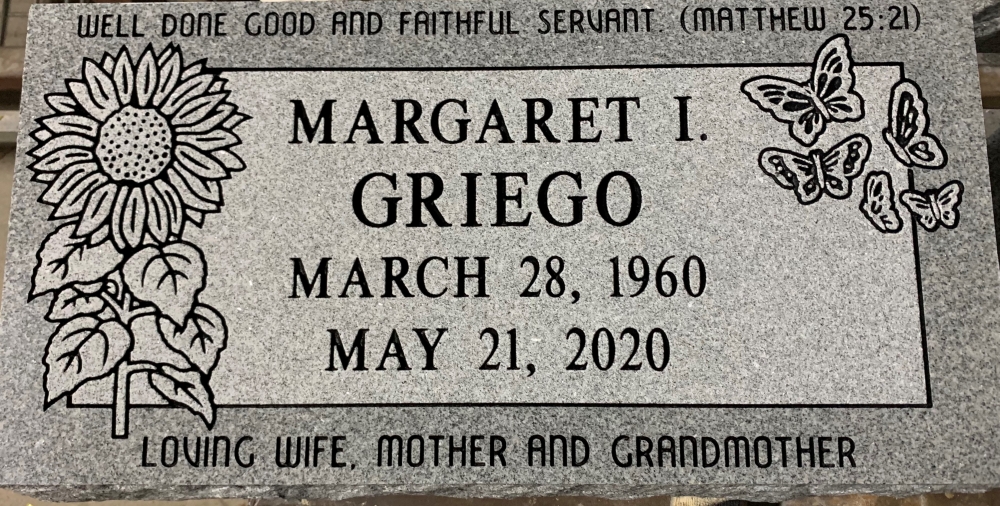 WELL DONE GOOD AND FAITHFUL SERVANT. (MATTHEW 25:21)
MARGARET I.
GRIEGO
MARCH 28, 1960
MAY 21, 2020
LOVING WIFE, MOTHER AND GRANDMOTHER